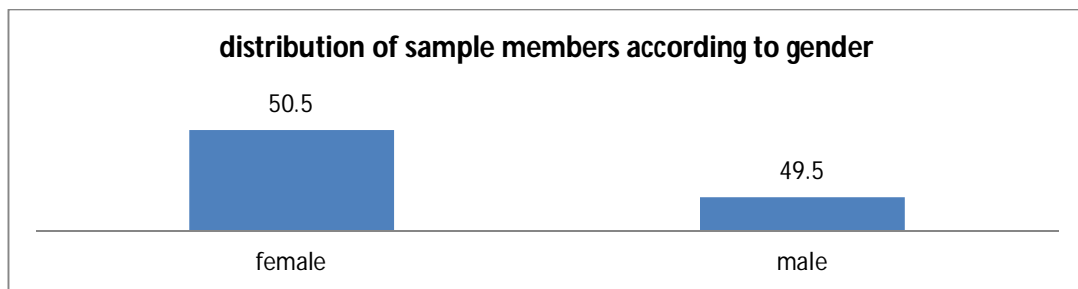 distribution of sample members according to gender
50.5
49.5
female
male